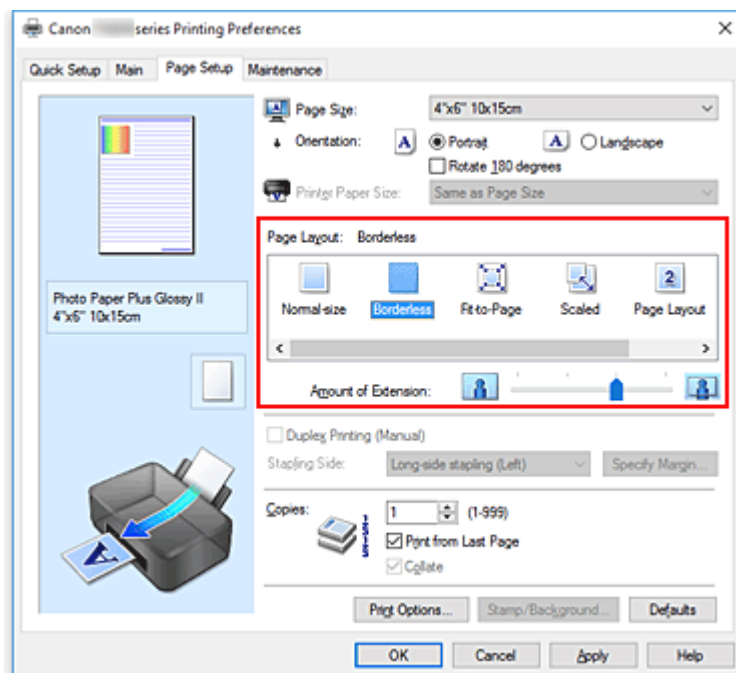 Canon series Printing Preferences
Quick Setup Main Page Setup Maintenance
Page Size: 4"x6" 10x15cm
Orientation: A Portrait A Landscape
Rotate 180 degrees
Printer Paper Size: Same as Page Size
Page Layout: Borderless
2
Normal-size Borderless Fit-to-Page Scaled Page Layout
Photo Paper Plus Glossy II
4"x6" 10x15cm
Amount of Extension:
Duplex Printing (Manual)
Stapling Side: Long-side stapling (Left) Specify Margin...
Copies: 1 (1-999)
Print from Last Page
Collate
A
Print Options... Stamp/Background... Defaults
OK Cancel Apply Help